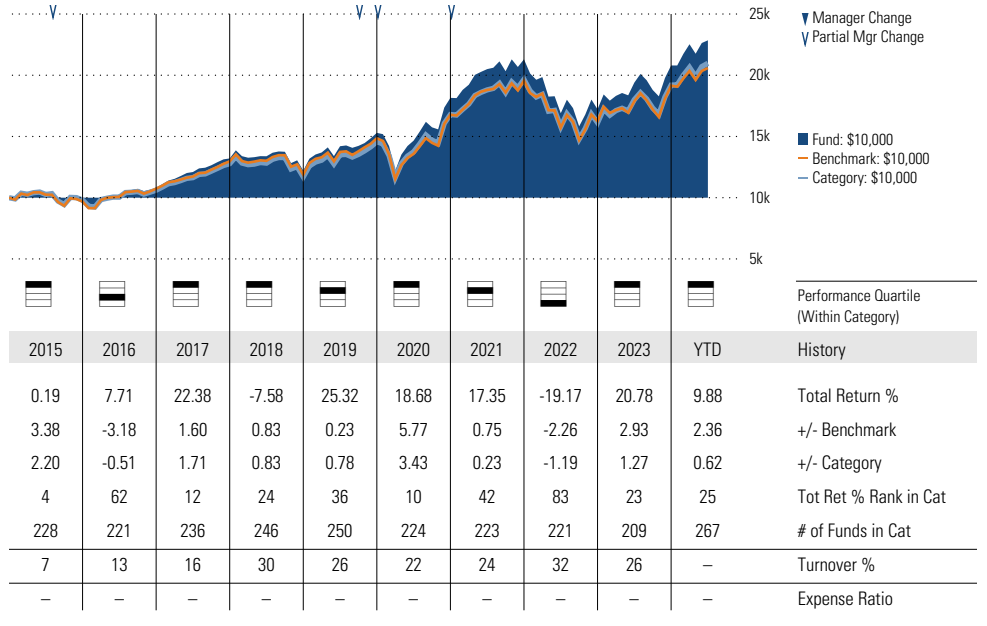 25k
Manager Change
Partial Mgr Change
20k
15k
Fund: $10,000
Benchmark: $10,000
Category: $10,000
10k
5k
Performance Quartile
(Within Category)
2015 2016 2017 2018 2019 2020 2021 2022 2023 YTD History
0.19 7.71 22.38 -7.58 25.32 18.68 17.35 -19.17 20.78 9.88 Total Return %
3.38 -3.18 1.60 0.83 0.23 5.77 0.75 -2.26 2.93 2.36 +/- Benchmark
2.20 -0.51 1.71 0.83 0.78 3.43 0.23 -1.19 1.27 0.62 +/- Category
4 62 12 24 36 10 42 83 23 25 Tot Ret % Rank in Cat
228 221 236 246 250 224 223 221 209 267 # of Funds in Cat
7 13 16 30 26 22 24 32 26 – Turnover %
– – – – – – – – – – Expense Ratio